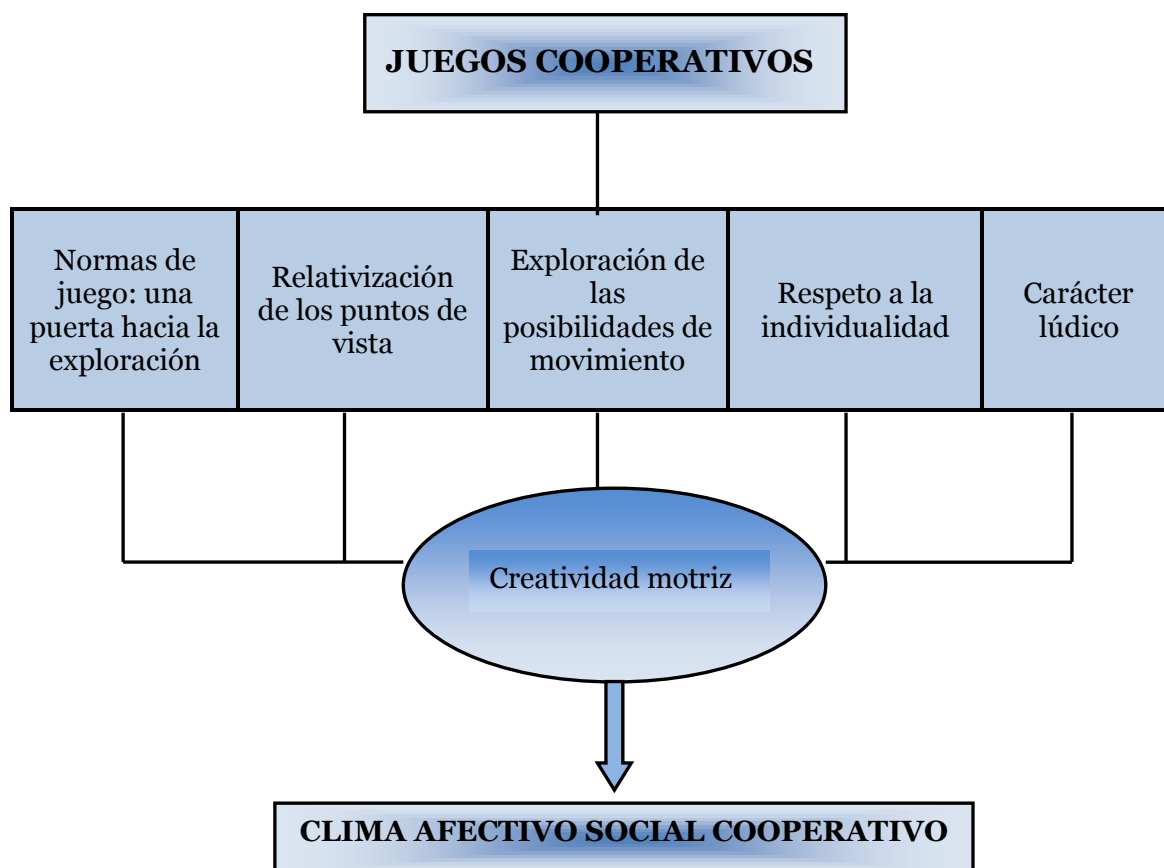 JUEGOS COOPERATIVOS
Normas de
juego: una
puerta hacia la
exploración
Relativización
de los puntos de
vista
Exploración de
las
posibilidades de
movimiento
Respeto a la
individualidad
Carácter
lúdico
Creatividad motriz
CLIMA AFECTIVO SOCIAL COOPERATIVO